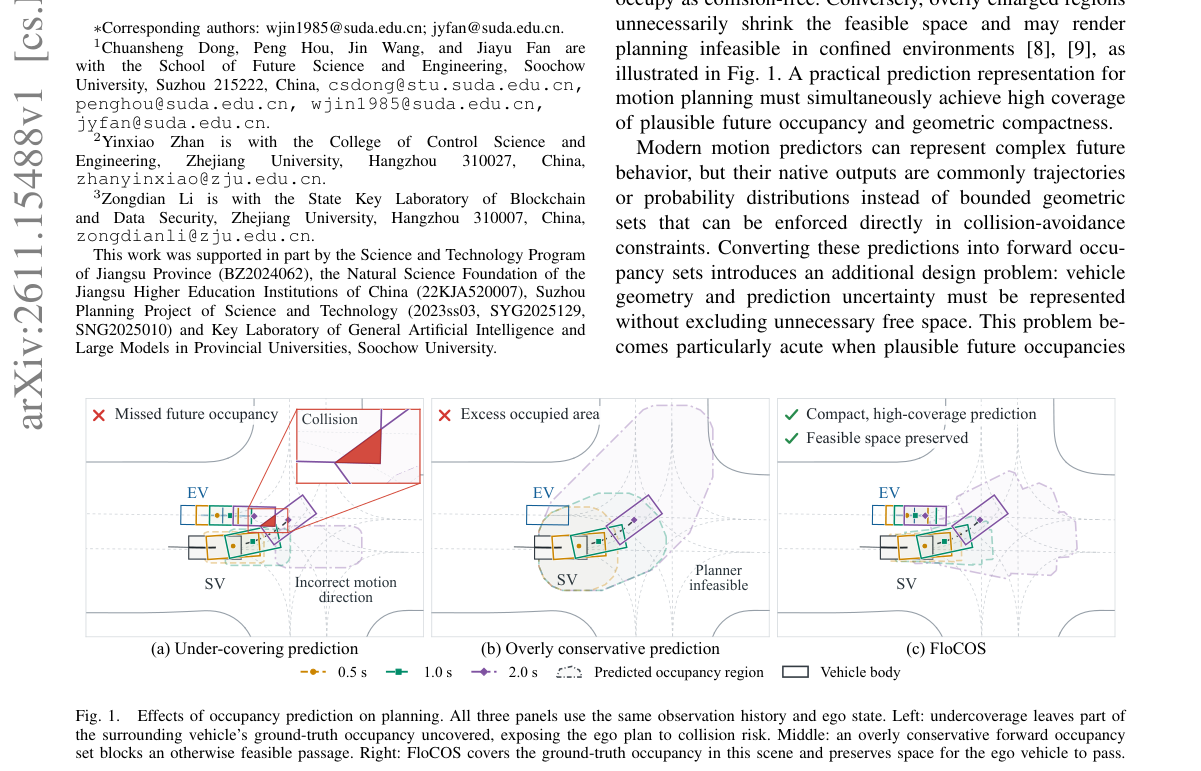 arXiv:2611.15488v1 [cs.
∗Corresponding authors: wjin1985@suda.edu.cn; jyfan@suda.edu.cn.
1Chuansheng Dong, Peng Hou, Jin Wang, and Jiayu Fan are
with the School of Future Science and Engineering, Soochow
University, Suzhou 215222, China, csdong@stu.suda.edu.cn,
penghou@suda.edu.cn, wjin1985@suda.edu.cn,
jyfan@suda.edu.cn.
2Yinxiao Zhan is with the College of Control Science and
Engineering, Zhejiang University, Hangzhou 310027, China,
zhanyinxiao@zju.edu.cn.
3Zongdian Li is with the State Key Laboratory of Blockchain
and Data Security, Zhejiang University, Hangzhou 310007, China,
zongdianli@zju.edu.cn.
This work was supported in part by the Science and Technology Program
of Jiangsu Province (BZ2024062), the Natural Science Foundation of the
Jiangsu Higher Education Institutions of China (22KJA520007), Suzhou
Planning Project of Science and Technology (2023ss03, SYG2025129,
SNG2025010) and Key Laboratory of General Artificial Intelligence and
Large Models in Provincial Universities, Soochow University.
occupy as collision-free. Conversely, overly enlarged regions
unnecessarily shrink the feasible space and may render
planning infeasible in confined environments [8], [9], as
illustrated in Fig. 1. A practical prediction representation for
motion planning must simultaneously achieve high coverage
of plausible future occupancy and geometric compactness.
Modern motion predictors can represent complex future
behavior, but their native outputs are commonly trajectories
or probability distributions instead of bounded geometric
sets that can be enforced directly in collision-avoidance
constraints. Converting these predictions into forward occu-
pancy sets introduces an additional design problem: vehicle
geometry and prediction uncertainty must be represented
without excluding unnecessary free space. This problem be-
comes particularly acute when plausible future occupancies
Missed future occupancy
Collision
EV
SV
Incorrect motion
direction
Excess occupied area
EV
SV
Planner
infeasible
Compact, high-coverage prediction
Feasible space preserved
EV
SV
(a) Under-covering prediction
(b) Overly conservative prediction
(c) FloCOS
0.5 s
1.0 s
2.0 s
Predicted occupancy region
Vehicle body
Fig. 1. Effects of occupancy prediction on planning. All three panels use the same observation history and ego state. Left: undercoverage leaves part of
the surrounding vehicle's ground-truth occupancy uncovered, exposing the ego plan to collision risk. Middle: an overly conservative forward occupancy
set blocks an otherwise feasible passage. Right: FloCOS covers the ground-truth occupancy in this scene and preserves space for the ego vehicle to pass.